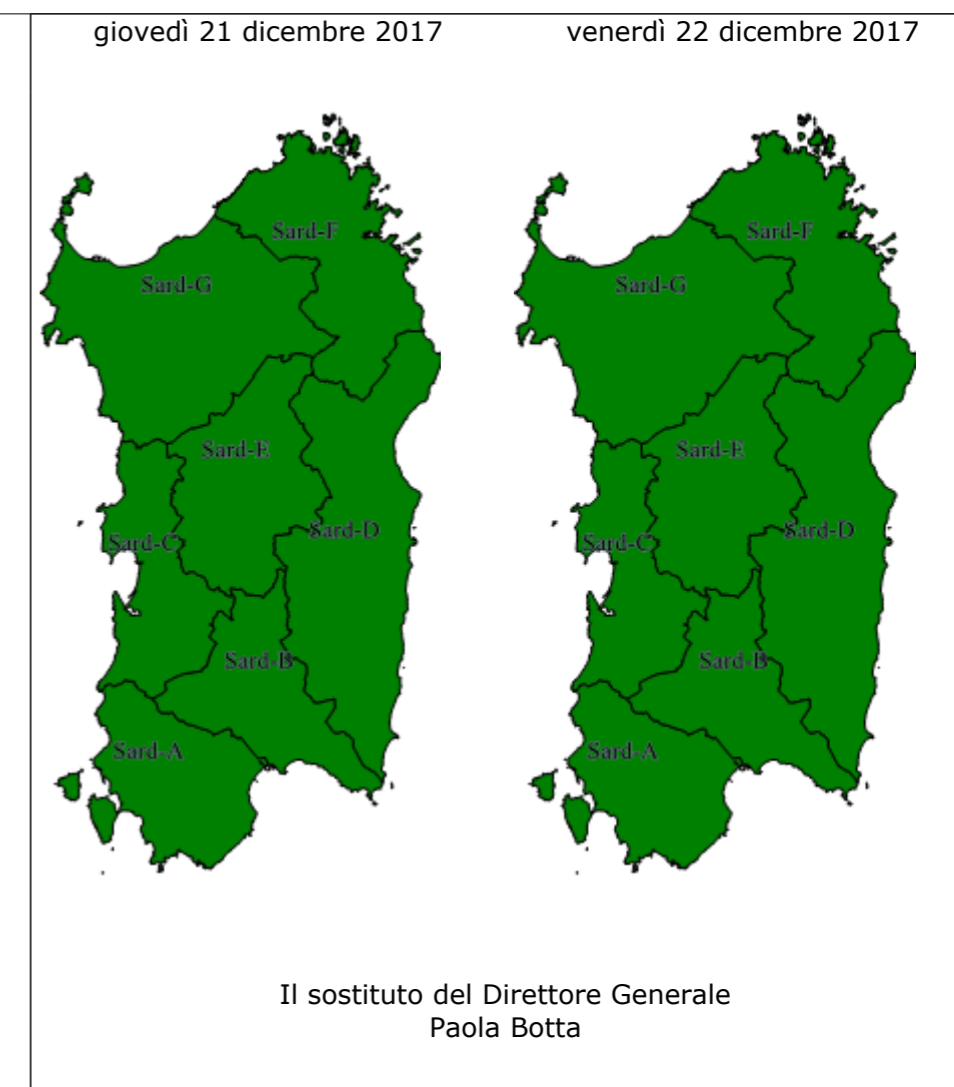 giovedì 21 dicembre 2017
venerdì 22 dicembre 2017
Sard-F
Sard-G
Sard-E
Sard-D
Sard-C
Sard-B
Sard-A
Sard-F
Sard-G
Sard-E
Sard-D
Sard-C
Sard-B
Sard-A
Il sostituto del Direttore Generale
Paola Botta